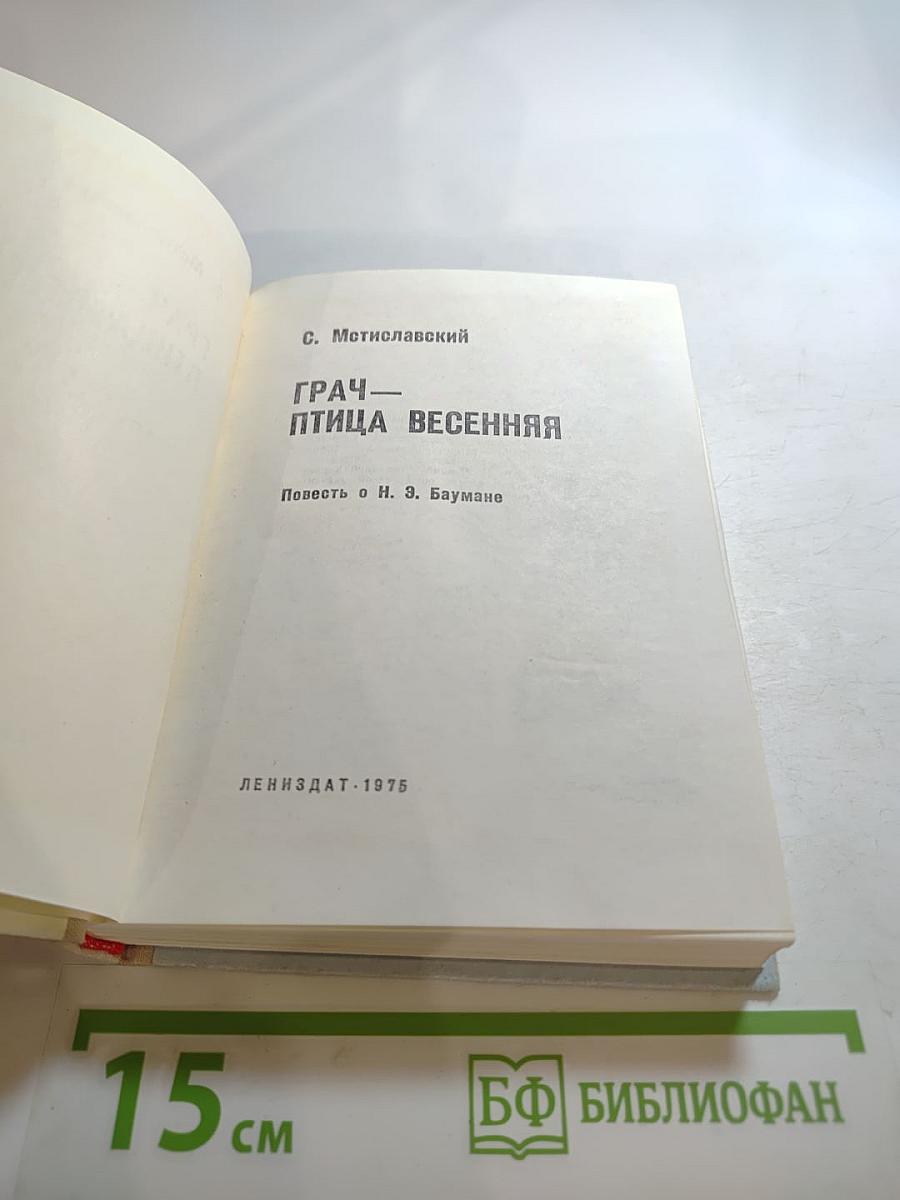 С. Мстиславский
ГРАЧ—
ПТИЦА ВЕСЕННЯЯ
Повесть о Н. Э. Баумане
ЛЕНИЗДАТ · 1975
15 см
БФ БИБЛИОФАН